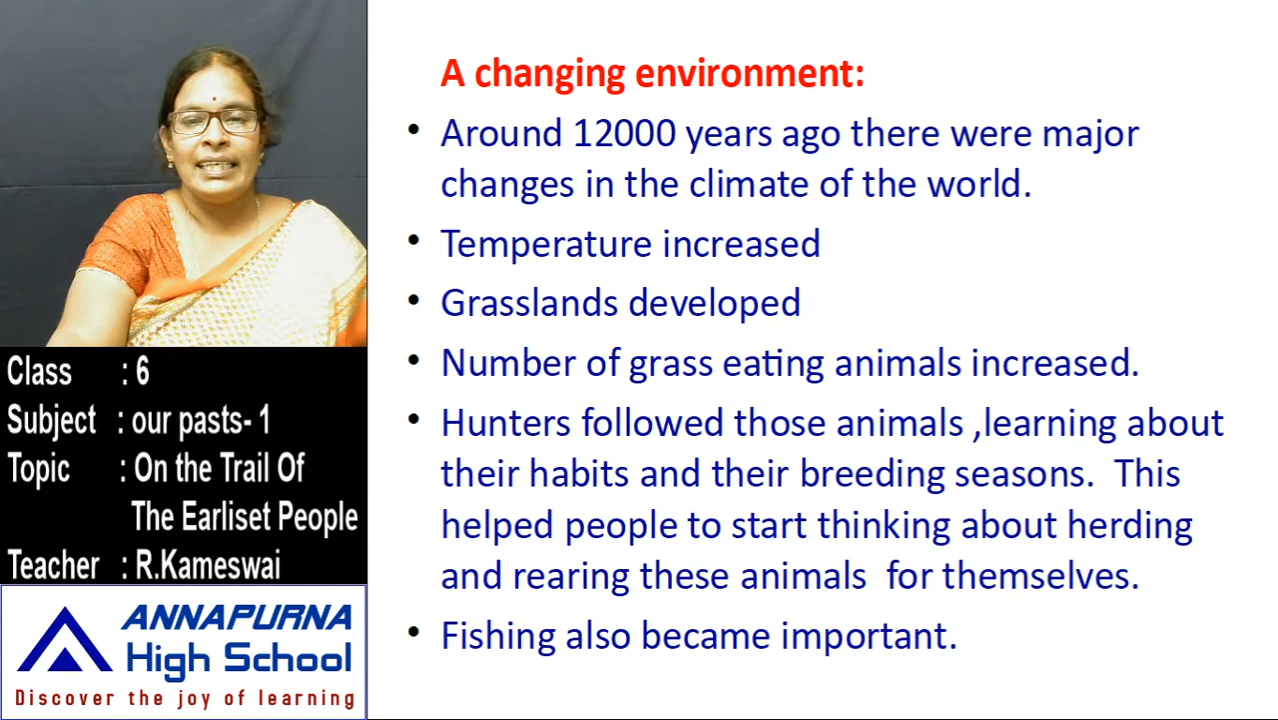 A changing environment:
• Around 12000 years ago there were major
changes in the climate of the world.
• Temperature increased
• Grasslands developed
• Number of grass eating animals increased.
• Hunters followed those animals ,learning about
their habits and their breeding seasons. This
helped people to start thinking about herding
and rearing these animals for themselves.
• Fishing also became important.
Class : 6
Subject : our pasts- 1
Topic : On the Trail Of
The Earliset People
Teacher : R.Kameswai
ANNAPURNA
High School
Discover the joy of learning